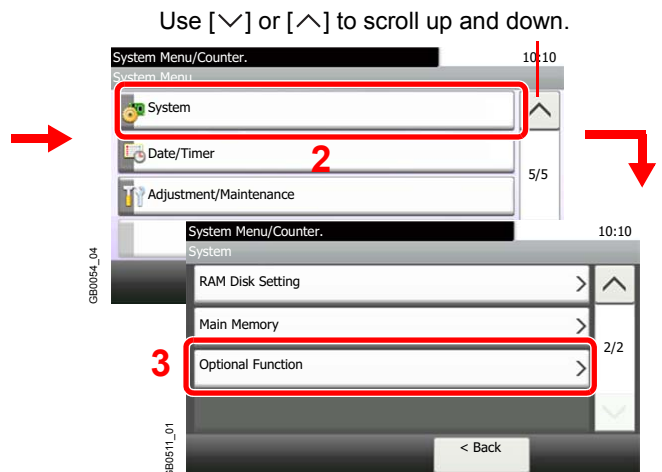 Use [∨] or [∧] to scroll up and down.
System Menu/Counter. 10:10
System Menu
System
2
Date/Timer
5/5
Adjustment/Maintenance
GB0054_04
System Menu/Counter. 10:10
System
RAM Disk Setting
Main Memory
2/2
3
Optional Function
GB0511_01
< Back